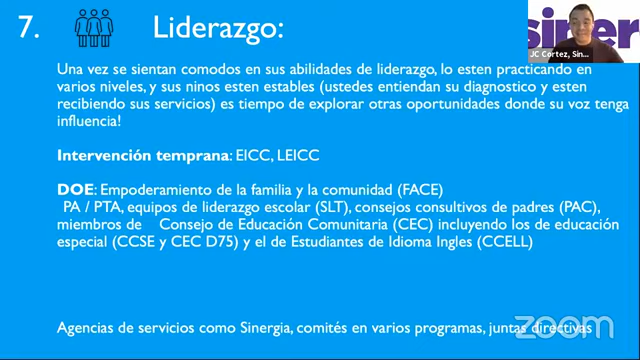 7. Liderazgo:
siner
JC Cortez, Sin...
Una vez se sientan comodos en sus abilidades de liderazgo, lo esten practicando en
varios niveles, y sus ninos esten estables (ustedes entiendan su diagnostico y esten
recibiendo sus servicios) es tiempo de explorar otras oportunidades donde su voz tenga
influencia!
Intervención temprana: EICC, LEICC
DOE: Empoderamiento de la familia y la comunidad (FACE)
PA / PTA, equipos de liderazgo escolar (SLT), consejos consultivos de padres (PAC),
miembros de Consejo de Educación Comunitaria (CEC) incluyendo los de educación
especial (CCSE y CEC D75) y el de Estudiantes de Idioma Ingles (CCELL)
Agencias de servicios como Sinergia, comités en varios programas, juntas directivas
zoom